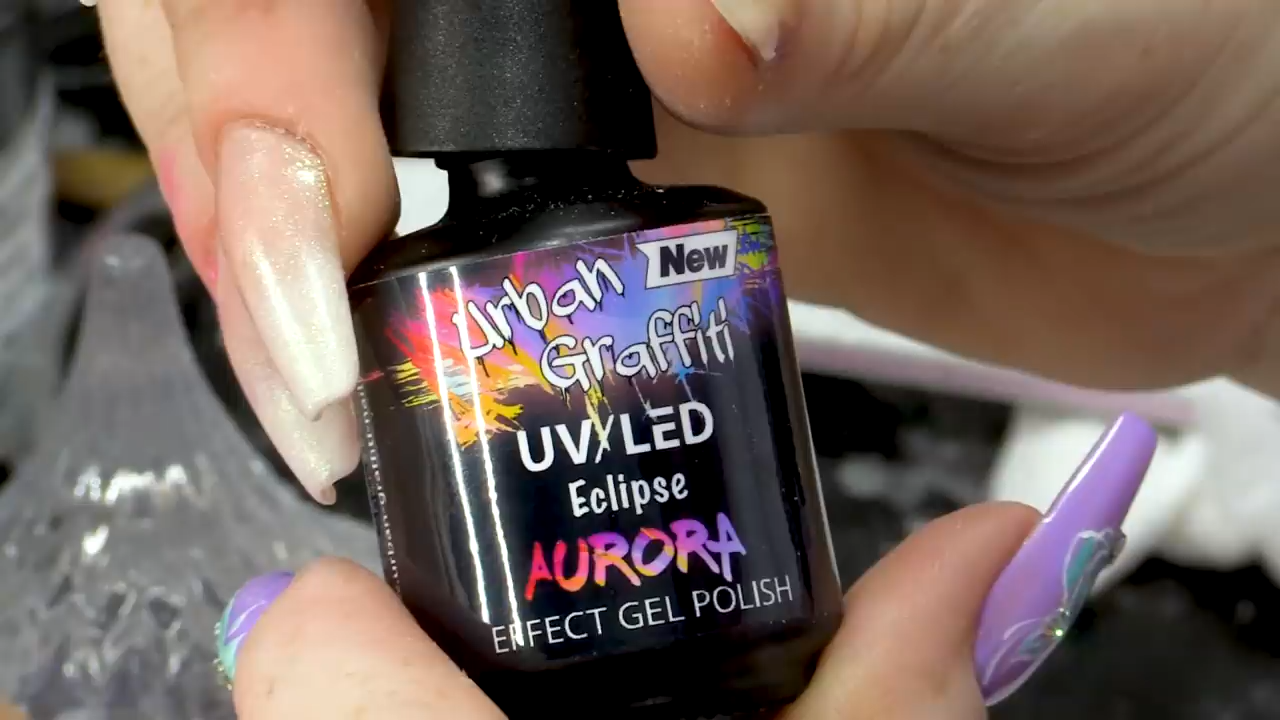 New
Urban
Graffiti
UV/LED
Eclipse
AURORA
EFFECT GEL POLISH